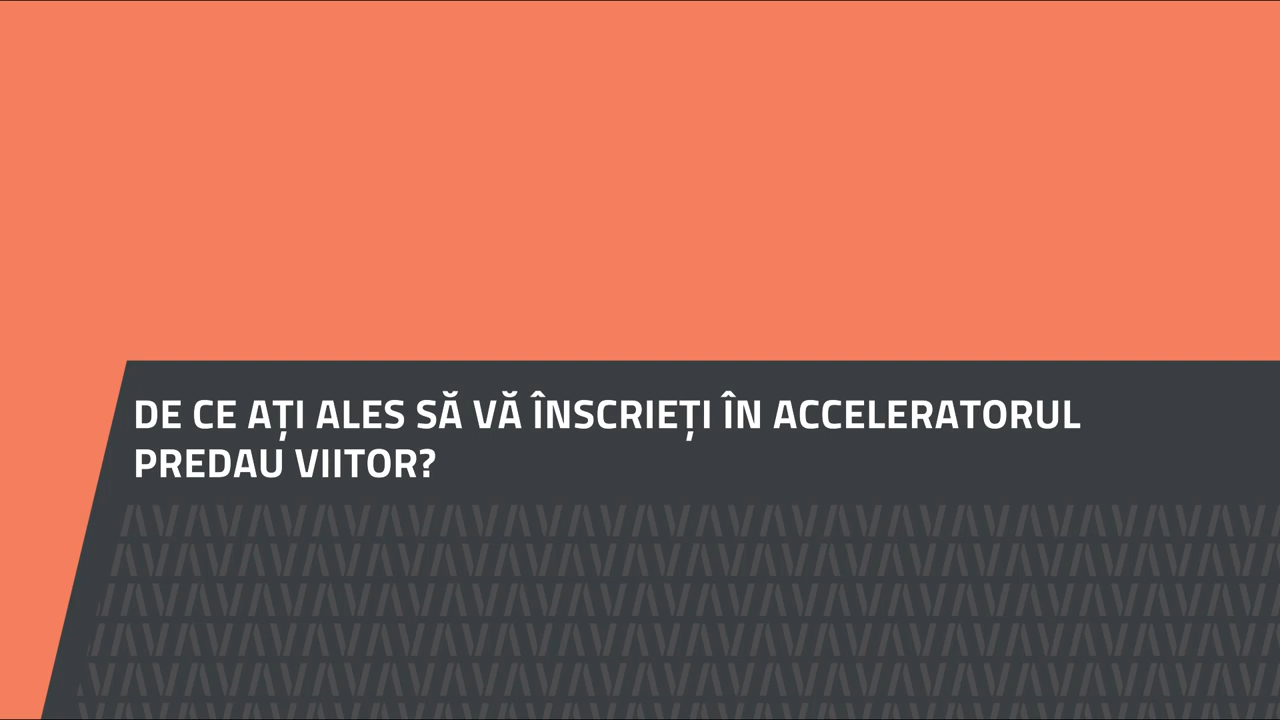 DE CE AȚI ALES SĂ VĂ ÎNSCRIEȚI ÎN ACCELERATORUL
PREDAU VIITOR?